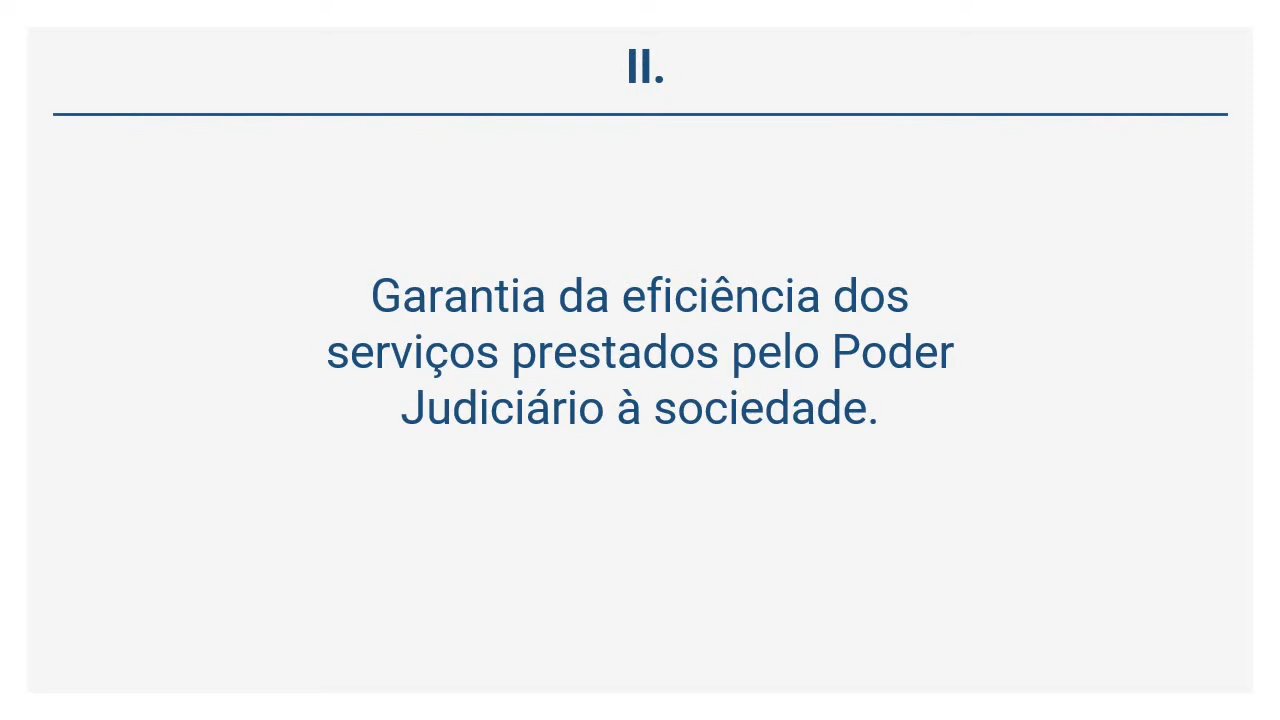 II.
Garantia da eficiência dos
serviços prestados pelo Poder
Judiciário à sociedade.